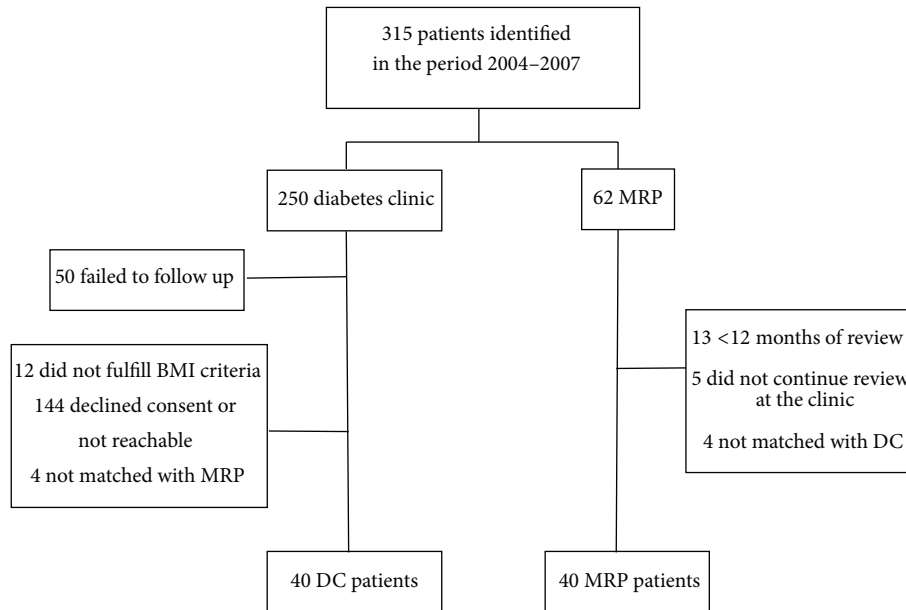 315 patients identified
in the period 2004–2007
250 diabetes clinic
62 MRP
50 failed to follow up
13 <12 months of review
5 did not continue review
at the clinic
4 not matched with DC
12 did not fulfill BMI criteria
144 declined consent or
not reachable
4 not matched with MRP
40 DC patients
40 MRP patients